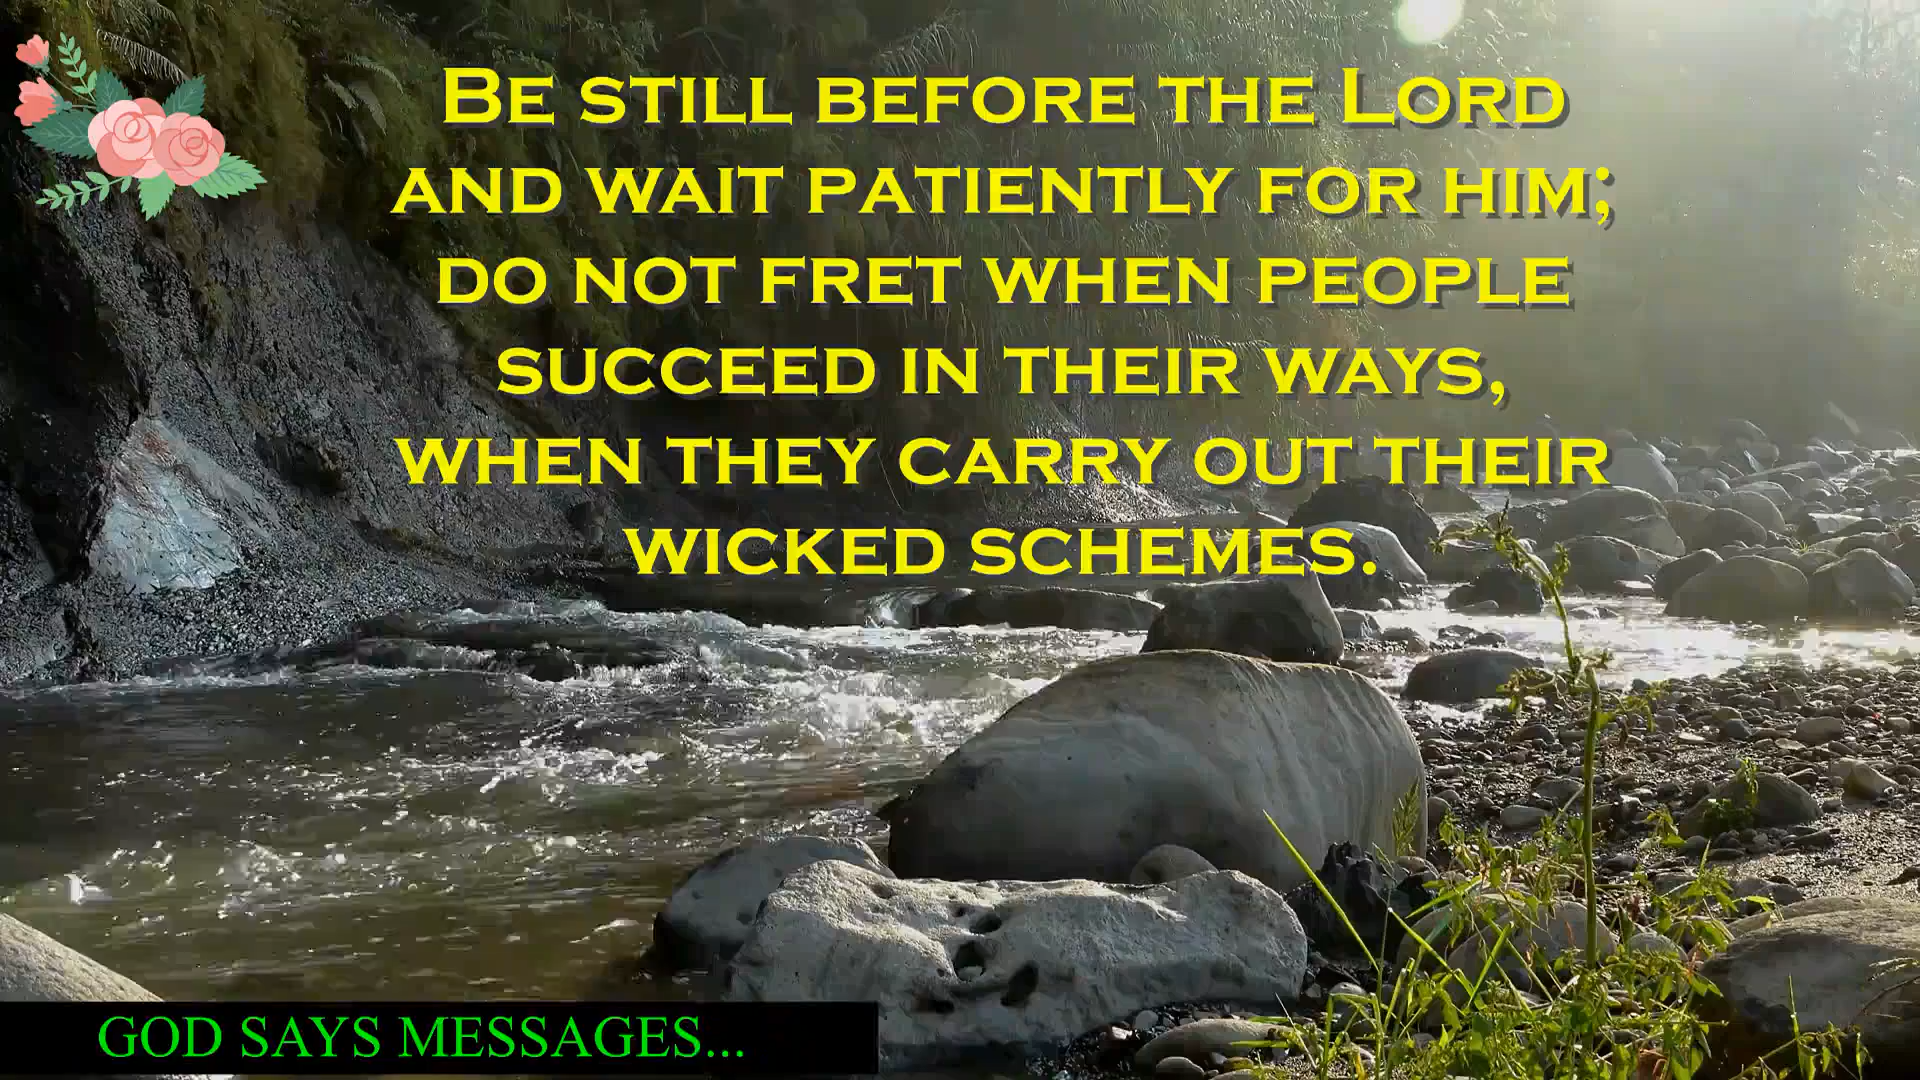 Be still before the Lord
and wait patiently for him;
do not fret when people
succeed in their ways,
when they carry out their
wicked schemes.
GOD SAYS MESSAGES...